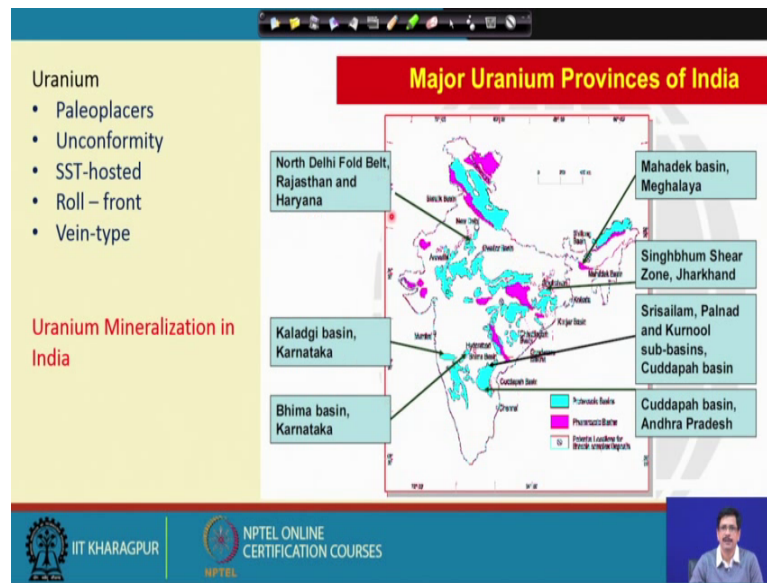 Uranium
• Paleoplacers
• Unconformity
• SST-hosted
• Roll – front
• Vein-type
Uranium Mineralization in
India
Major Uranium Provinces of India
North Delhi Fold Belt,
Rajasthan and
Haryana
Kaladgi basin,
Karnataka
Bhima basin,
Karnataka
Mahadek basin,
Meghalaya
Singhbhum Shear
Zone, Jharkhand
Srisailam, Palnad
and Kurnool
sub-basins,
Cuddapah basin
Cuddapah basin,
Andhra Pradesh
New Delhi
Mumbai
Hyderabad
Bhima Basin
Cuddapah Basin
Chennai
Proterozoic Basins
Phanerozoic Basins
IIT KHARAGPUR
NPTEL
NPTEL ONLINE
CERTIFICATION COURSES